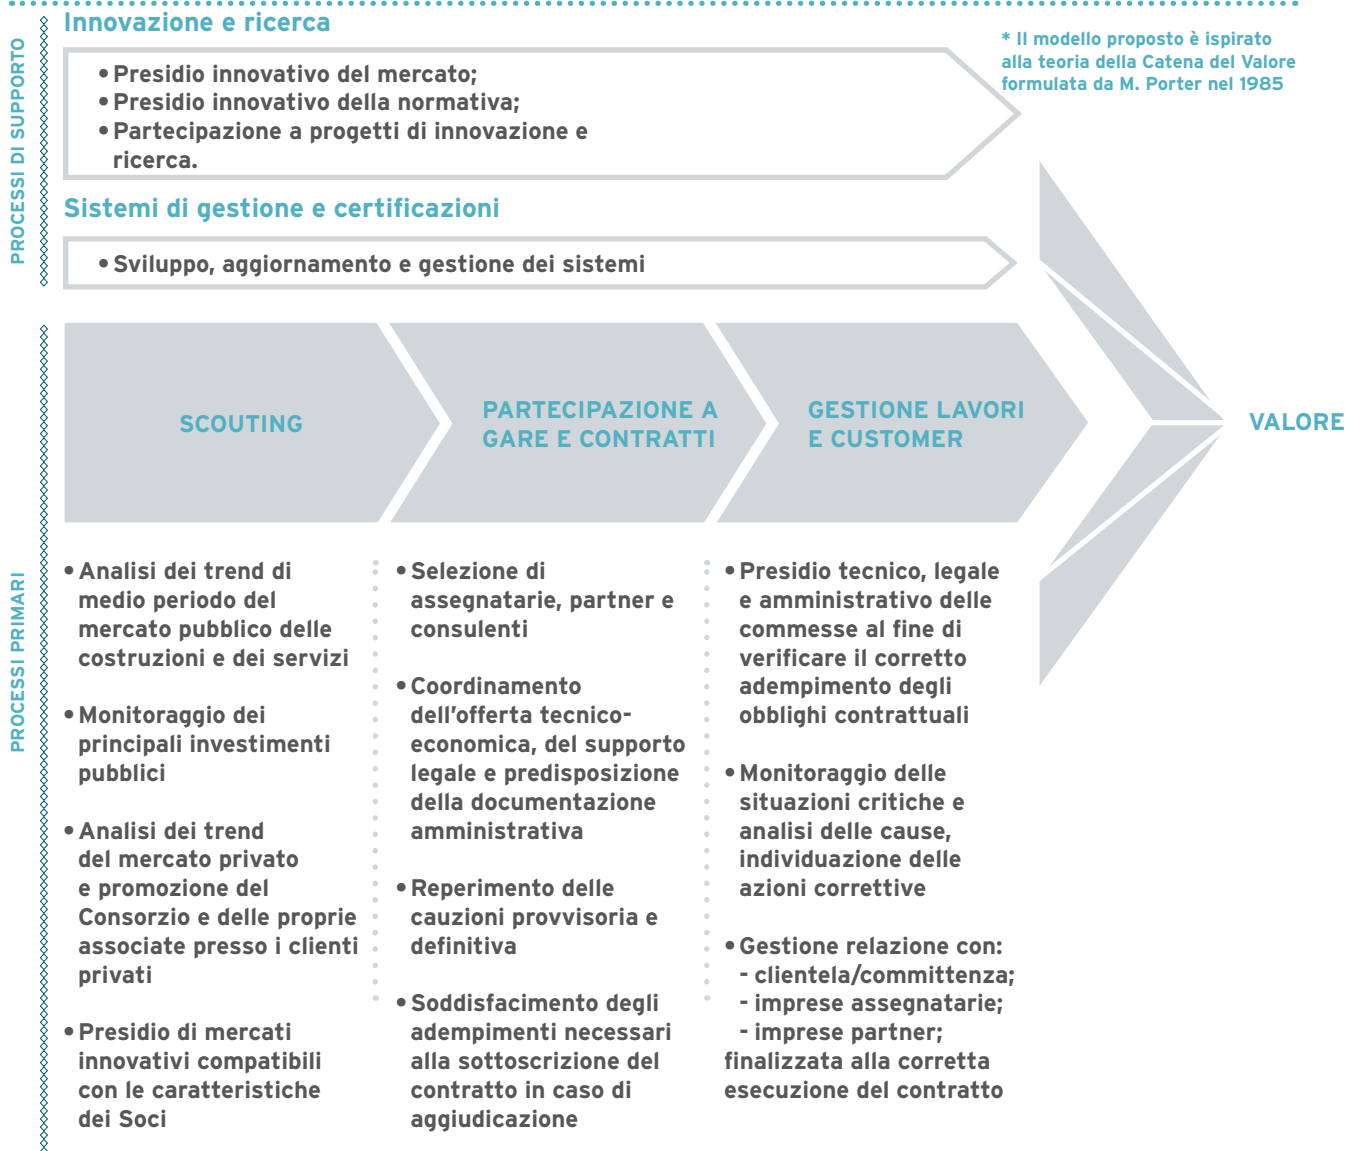 Innovazione e ricerca
* Il modello proposto è ispirato
alla teoria della Catena del Valore
formulata da M. Porter nel 1985
PROCESSI DI SUPPORTO
• Presidio innovativo del mercato;
• Presidio innovativo della normativa;
• Partecipazione a progetti di innovazione e
ricerca.
Sistemi di gestione e certificazioni
• Sviluppo, aggiornamento e gestione dei sistemi
PROCESSI PRIMARI
SCOUTING
PARTECIPAZIONE A
GARE E CONTRATTI
GESTIONE LAVORI
E CUSTOMER
VALORE
• Analisi dei trend di
medio periodo del
mercato pubblico delle
costruzioni e dei servizi
• Monitoraggio dei
principali investimenti
pubblici
• Analisi dei trend
del mercato privato
e promozione del
Consorzio e delle proprie
associate presso i clienti
privati
• Presidio di mercati
innovativi compatibili
con le caratteristiche
dei Soci
• Selezione di
assegnatarie, partner e
consulenti
• Coordinamento
dell’offerta tecnico-
economica, del supporto
legale e predisposizione
della documentazione
amministrativa
• Reperimento delle
cauzioni provvisoria e
definitiva
• Soddisfacimento degli
adempimenti necessari
alla sottoscrizione del
contratto in caso di
aggiudicazione
• Presidio tecnico, legale
e amministrativo delle
commesse al fine di
verificare il corretto
adempimento degli
obblighi contrattuali
• Monitoraggio delle
situazioni critiche e
analisi delle cause,
individuazione delle
azioni correttive
• Gestione relazione con:
- clientela/committenza;
- imprese assegnatarie;
- imprese partner;
finalizzata alla corretta
esecuzione del contratto